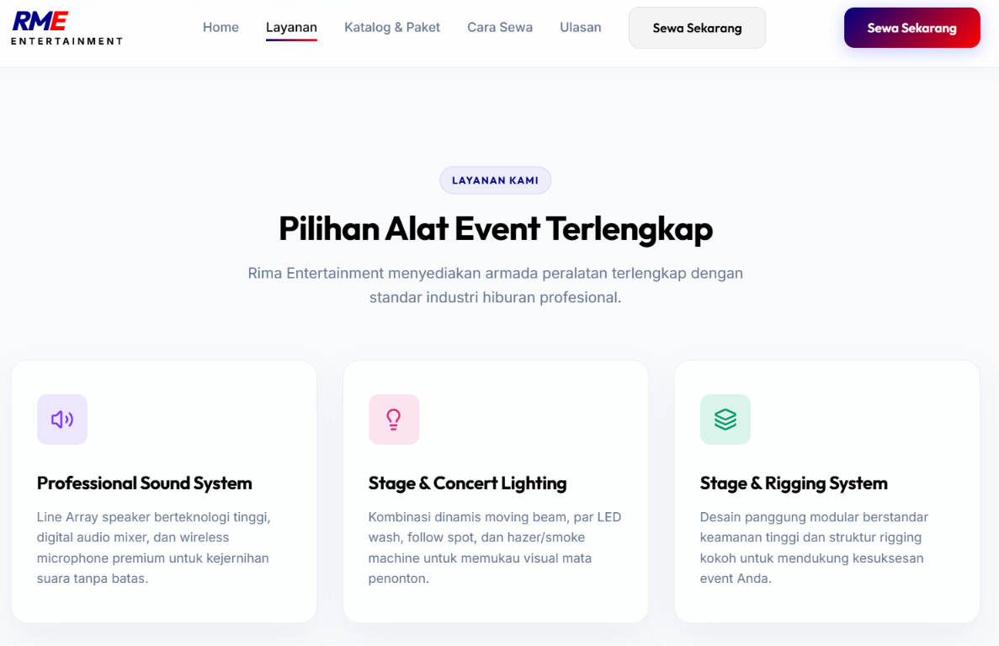 RME
ENTERTAINMENT
Home
Layanan
Katalog & Paket
Cara Sewa
Ulasan
Sewa Sekarang
Sewa Sekarang
LAYANAN KAMI
Pilihan Alat Event Terlengkap
Rima Entertainment menyediakan armada peralatan terlengkap dengan
standar industri hiburan profesional.
Professional Sound System
Line Array speaker berteknologi tinggi,
digital audio mixer, dan wireless
microphone premium untuk kejernihan
suara tanpa batas.
Stage & Concert Lighting
Kombinasi dinamis moving beam, par LED
wash, follow spot, dan hazer/smoke
machine untuk memukau visual mata
penonton.
Stage & Rigging System
Desain panggung modular berstandar
keamanan tinggi dan struktur rigging
kokoh untuk mendukung kesuksesan
event Anda.